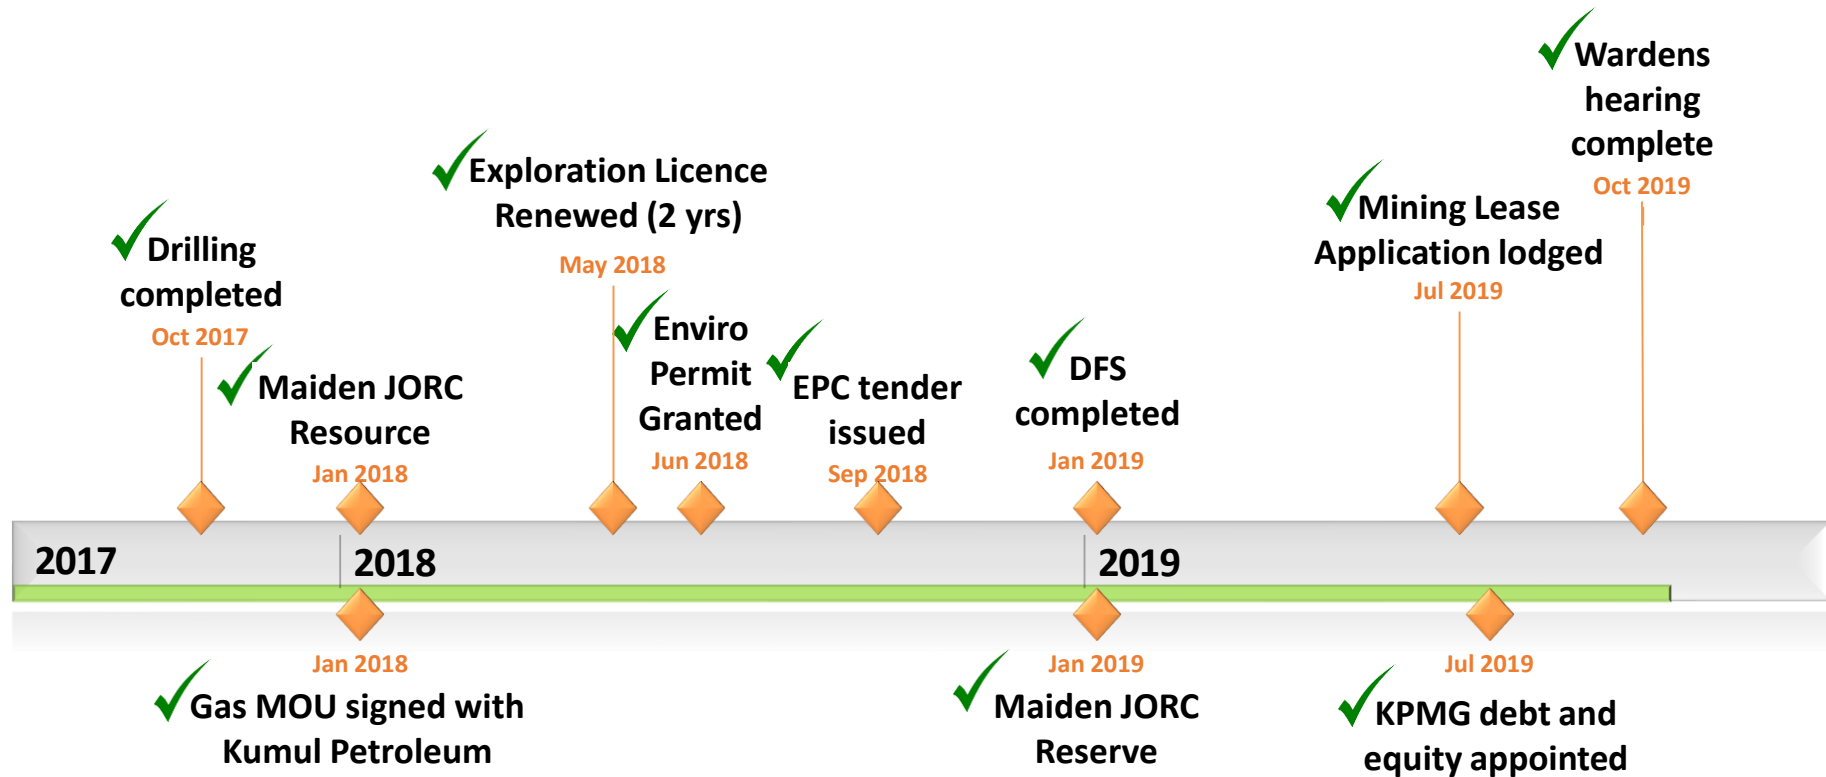 Drilling
completed
Oct 2017
Maiden JORC
Resource
Jan 2018
Exploration Licence
Renewed (2 yrs)
May 2018
Enviro
Permit
Granted
Jun 2018
EPC tender
issued
Sep 2018
DFS
completed
Jan 2019
Mining Lease
Application lodged
Jul 2019
Wardens
hearing
complete
Oct 2019
2017
2018
2019
Jan 2018
Gas MOU signed with
Kumul Petroleum
Jan 2019
Maiden JORC
Reserve
Jul 2019
KPMG debt and
equity appointed